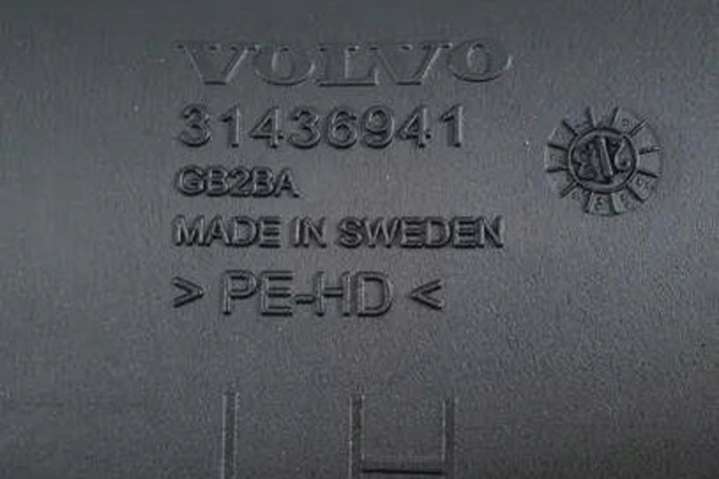 VOLVO
31436941
GB2BA
MADE IN SWEDEN
> PE-HD <